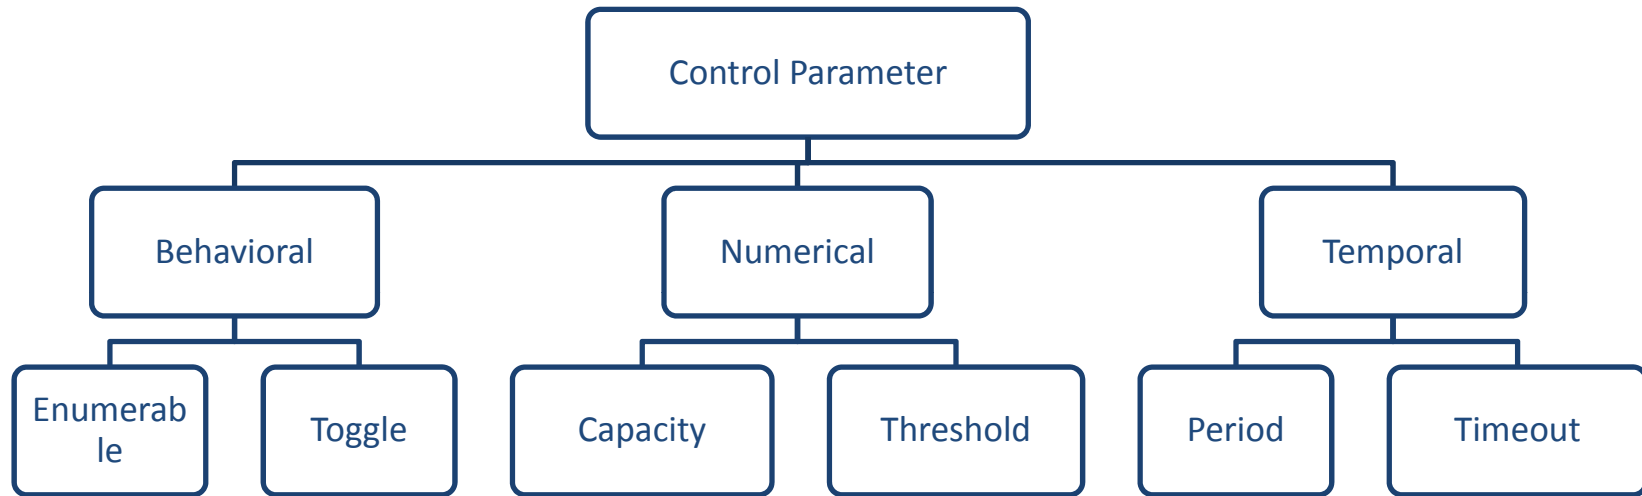 Control Parameter
Behavioral
Numerical
Temporal
Enumerab
le
Toggle
Capacity
Threshold
Period
Timeout